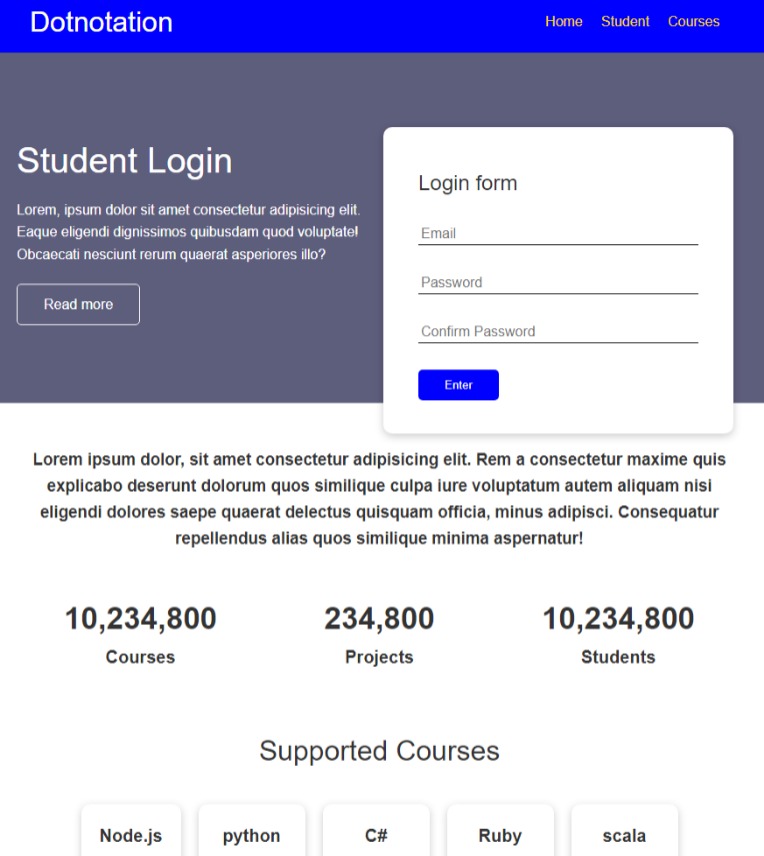 Dotnotation
Home Student Courses
Student Login
Lorem, ipsum dolor sit amet consectetur adipisicing elit.
Eaque eligendi dignissimos quibusdam quod voluptate!
Obcaecati nesciunt rerum quaerat asperiores illo?
Read more
Login form
Email
Password
Confirm Password
Enter
Lorem ipsum dolor, sit amet consectetur adipisicing elit. Rem a consectetur maxime quis
explicabo deserunt dolorum quos similique culpa iure voluptatum autem aliquam nisi
eligendi dolores saepe quaerat delectus quisquam officia, minus adipisci. Consequatur
repellendus alias quos similique minima aspernatur!
10,234,800 234,800 10,234,800
Courses Projects Students
Supported Courses
Node.js python C# Ruby scala